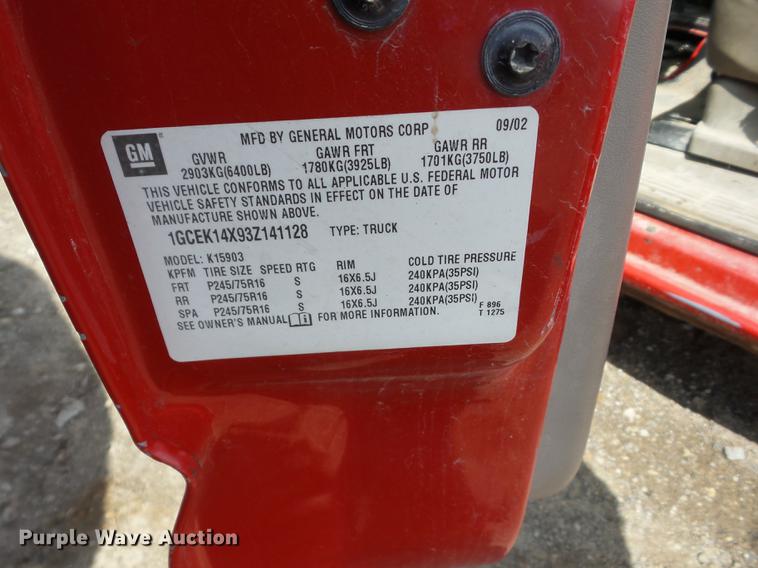 GM
MFD BY GENERAL MOTORS CORP 09/02
GVWR GAWR FRT GAWR RR
2903KG(6400LB) 1780KG(3925LB) 1701KG(3750LB)
THIS VEHICLE CONFORMS TO ALL APPLICABLE U.S. FEDERAL MOTOR
VEHICLE SAFETY STANDARDS IN EFFECT ON THE DATE OF
MANUFACTURE SHOWN ABOVE.
1GCEK14X93Z141128 TYPE: TRUCK
MODEL: K15903
KPFM TIRE SIZE SPEED RTG RIM COLD TIRE PRESSURE
FRT P245/75R16 S 16X6.5J 240KPA(35PSI)
RR P245/75R16 S 16X6.5J 240KPA(35PSI)
SPA P245/75R16 S 16X6.5J 240KPA(35PSI)
SEE OWNER'S MANUAL FOR MORE INFORMATION.
F 896
T 1275
Purple Wave Auction